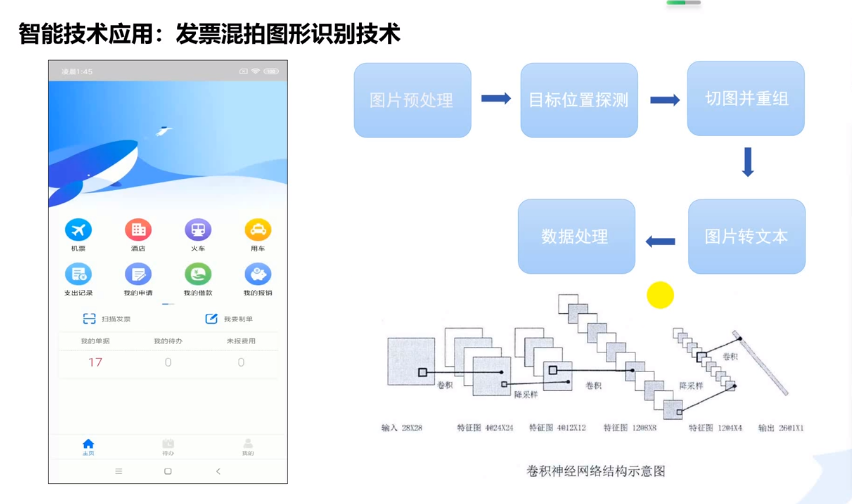 智能技术应用：发票混拍图形识别技术
机票
酒店
火车
用车
支出记录
我的申请
我的借款
我的报销
扫描发票
我要制单
我的单据
我的待办
未报费用
17
0
0
主页
待办
我的
图片预处理
目标位置探测
切图并重组
图片转文本
数据处理
卷积
降采样
卷积
降采样
卷积
输入 28X28
特征图 4@24X24
特征图 4@12X12
特征图 12@8X8
特征图 12@4X4
输出 26@1X1
卷积神经网络结构示意图